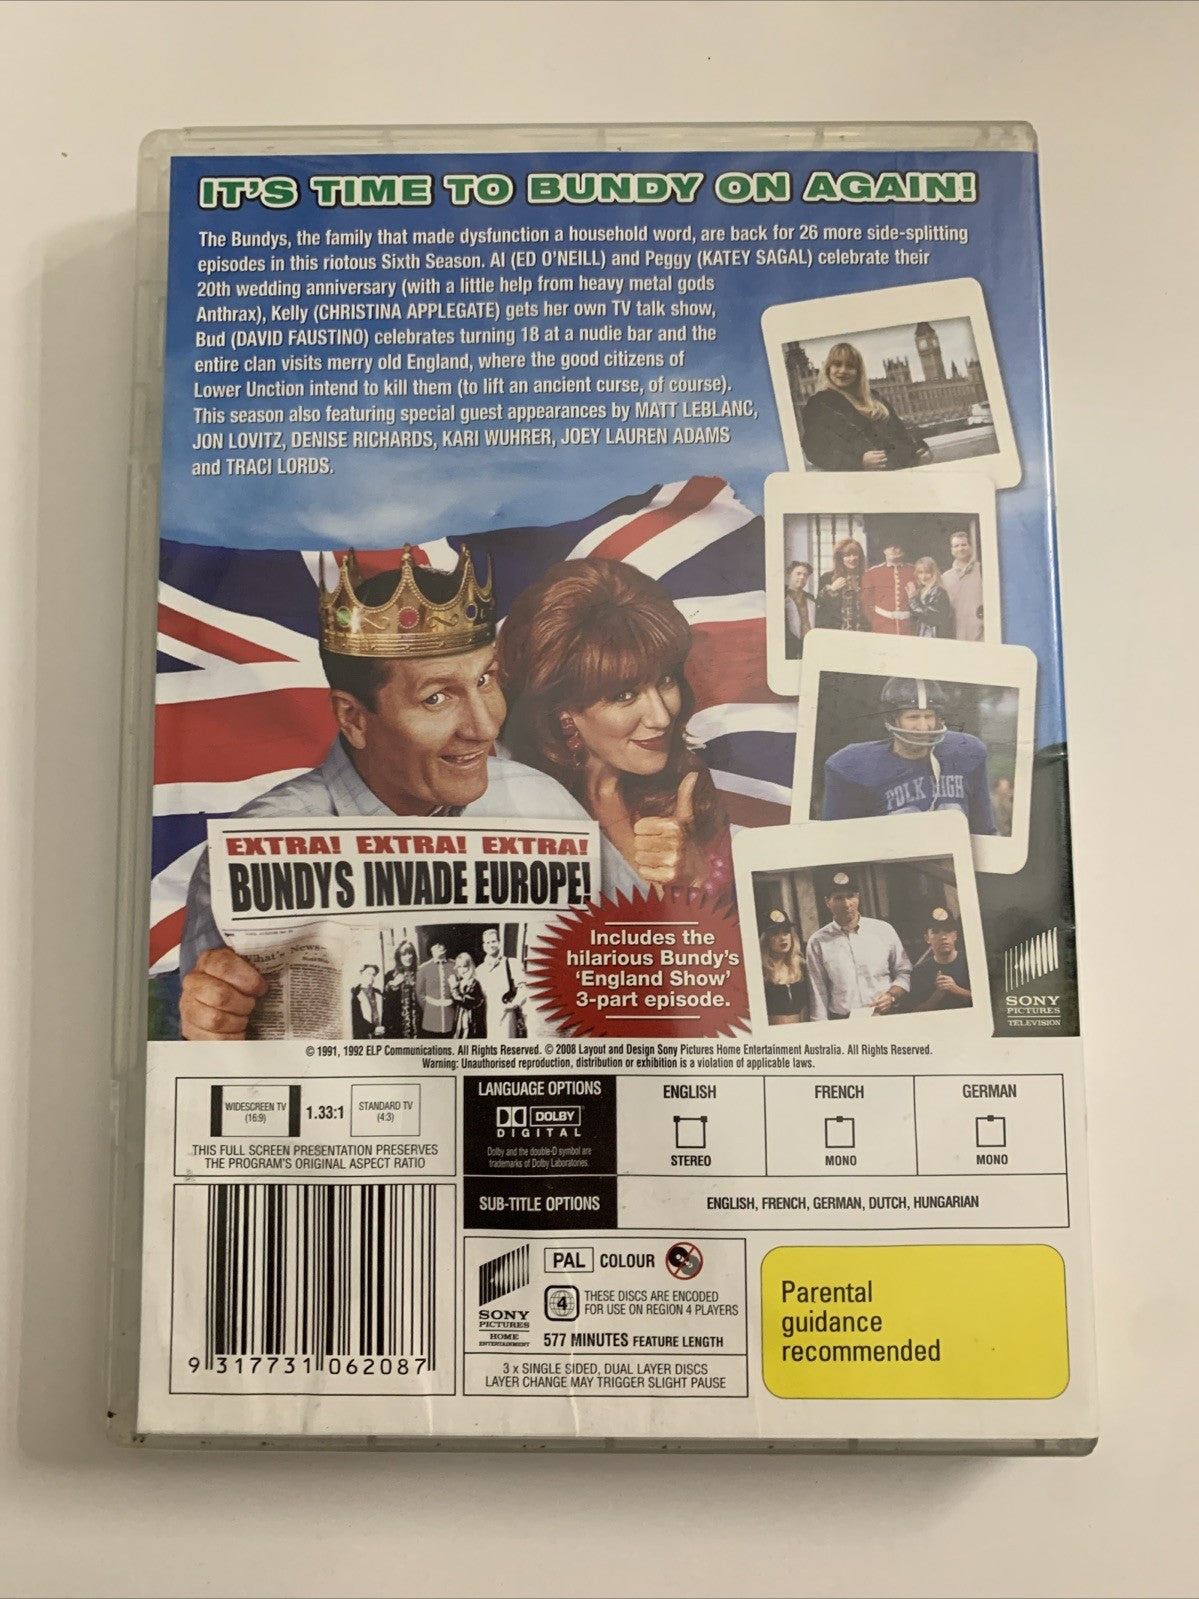 IT'S TIME TO BUNDY ON AGAIN!
The Bundys, the family that made dysfunction a household word, are back for 26 more side-splitting
episodes in this riotous Sixth Season. Al (ED O'NEILL) and Peggy (KATEY SAGAL) celebrate their
20th wedding anniversary (with a little help from heavy metal gods
Anthrax), Kelly (CHRISTINA APPLEGATE) gets her own TV talk show,
Bud (DAVID FAUSTINO) celebrates turning 18 at a nudie bar and the
entire clan visits merry old England, where the good citizens of
Lower Unction intend to kill them (to lift an ancient curse, of course).
This season also featuring special guest appearances by MATT LEBLANC,
JON LOVITZ, DENISE RICHARDS, KARI WUHRER, JOEY LAUREN ADAMS
and TRACI LORDS.
POLK HIGH
EXTRA! EXTRA! EXTRA!
BUNDYS INVADE EUROPE!
What's News—
Includes the
hilarious Bundy's
'England Show'
3-part episode.
SONY
PICTURES
TELEVISION
© 1991, 1992 ELP Communications. All Rights Reserved. © 2008 Layout and Design Sony Pictures Home Entertainment Australia. All Rights Reserved.
Warning: Unauthorised reproduction, distribution or exhibition is a violation of applicable laws.
WIDESCREEN TV
(16:9)
1.33:1
STANDARD TV
(4:3)
THIS FULL SCREEN PRESENTATION PRESERVES
THE PROGRAM'S ORIGINAL ASPECT RATIO
LANGUAGE OPTIONS
DOLBY
DIGITAL
Dolby and the double-D symbol are
trademarks of Dolby Laboratories.
ENGLISH
STEREO
FRENCH
MONO
GERMAN
MONO
SUB-TITLE OPTIONS
ENGLISH, FRENCH, GERMAN, DUTCH, HUNGARIAN
9 317731 062087
SONY
PICTURES
HOME
ENTERTAINMENT
PAL COLOUR
4
THESE DISCS ARE ENCODED
FOR USE ON REGION 4 PLAYERS
577 MINUTES FEATURE LENGTH
3 x SINGLE SIDED, DUAL LAYER DISCS
LAYER CHANGE MAY TRIGGER SLIGHT PAUSE
Parental
guidance
recommended